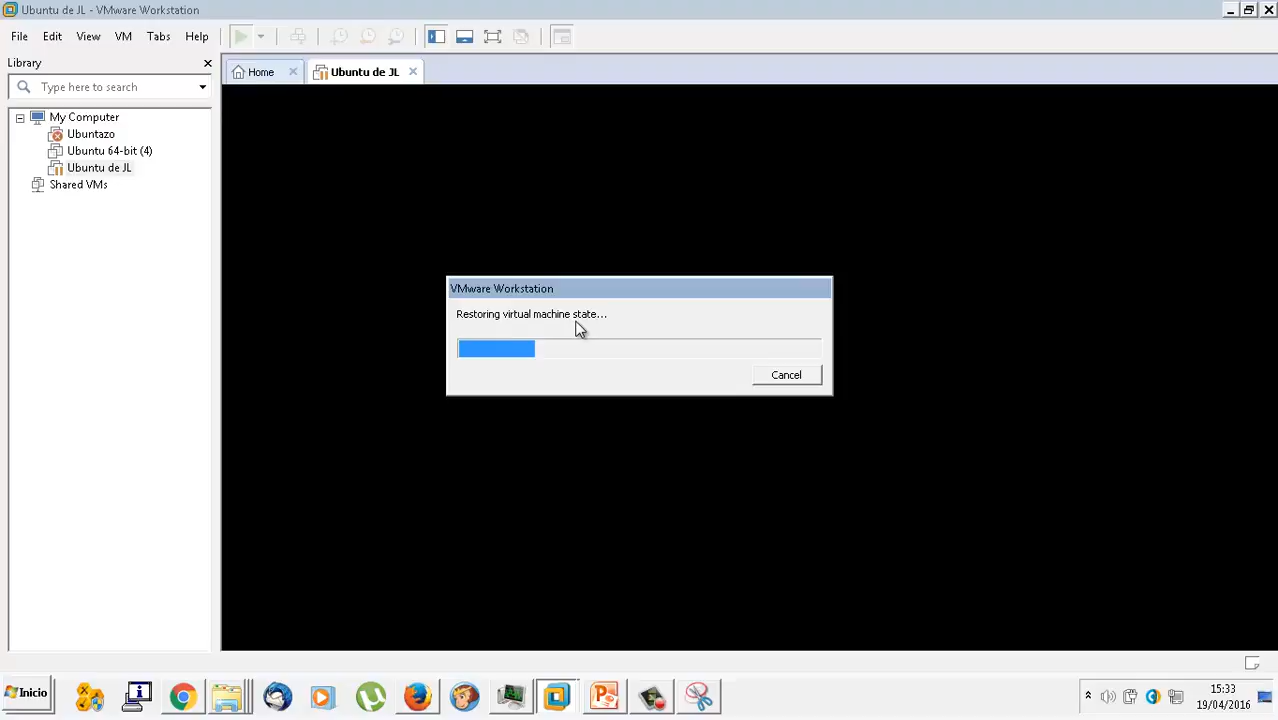 Ubuntu de JL - VMware Workstation
File Edit View VM Tabs Help
Library
Type here to search
My Computer
Ubuntazo
Ubuntu 64-bit (4)
Ubuntu de JL
Shared VMs
Home
Ubuntu de JL
VMware Workstation
Restoring virtual machine state...
Cancel
Inicio
15:33
19/04/2016